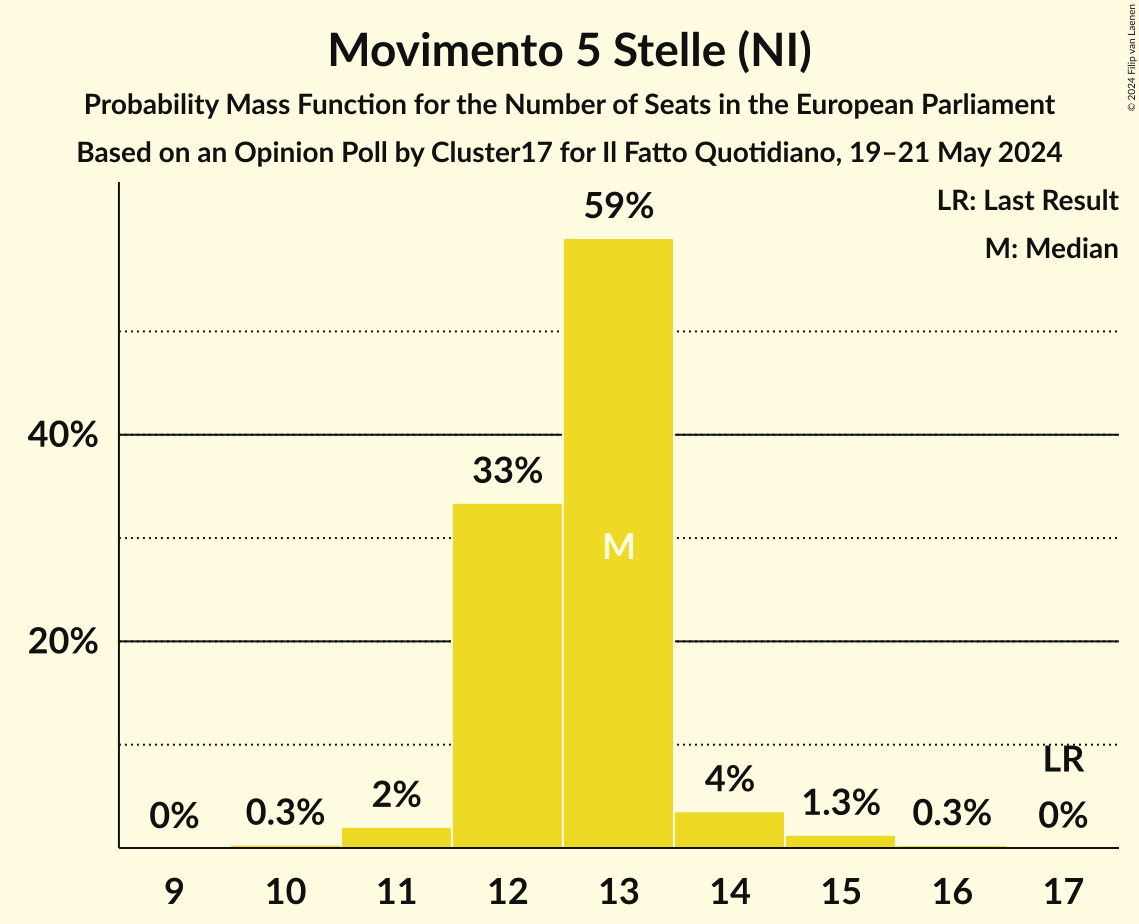 Movimento 5 Stelle (NI)
Probability Mass Function for the Number of Seats in the European Parliament
Based on an Opinion Poll by Cluster17 for Il Fatto Quotidiano, 19–21 May 2024
© 2024 Filip van Laenen
LR: Last Result
M: Median
59%
40%
33%
M
20%
LR
0% 0.3% 2% 4% 1.3% 0.3% 0%
9 10 11 12 13 14 15 16 17